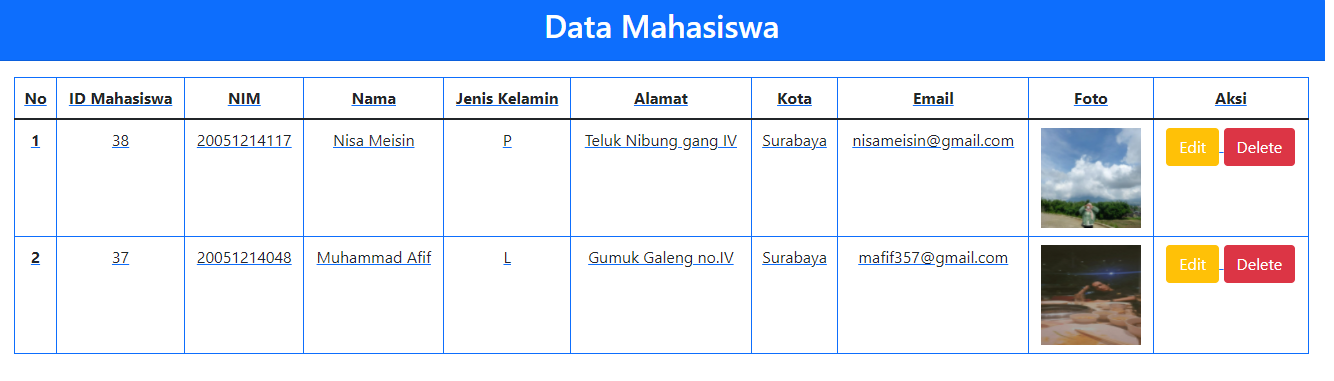 Data Mahasiswa
No ID Mahasiswa NIM Nama Jenis Kelamin Alamat Kota Email Foto Aksi
1 38 20051214117 Nisa Meisin P Teluk Nibung gang IV Surabaya nisameisin@gmail.com Edit Delete
2 37 20051214048 Muhammad Afif L Gumuk Galeng no.IV Surabaya mafif357@gmail.com Edit Delete